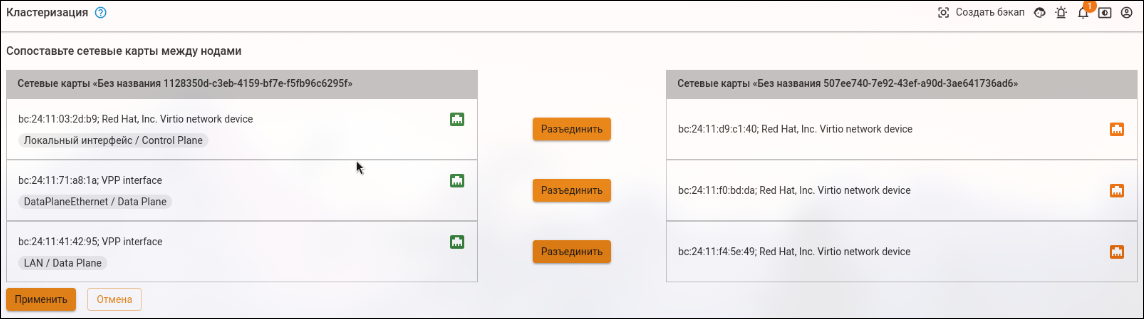 Кластеризация
Создать бэкап
1
Сопоставьте сетевые карты между нодами
Сетевые карты «Без названия 1128350d-c3eb-4159-bf7e-f5fb96c6295f»
Сетевые карты «Без названия 507ee740-7e92-43ef-a90d-3ae641736ad6»
bc:24:11:03:2d:b9; Red Hat, Inc. Virtio network device
Локальный интерфейс / Control Plane
Разъединить
bc:24:11:d9:c1:40; Red Hat, Inc. Virtio network device
bc:24:11:71:a8:1a; VPP interface
DataPlaneEthernet / Data Plane
Разъединить
bc:24:11:f0:bd:da; Red Hat, Inc. Virtio network device
bc:24:11:41:42:95; VPP interface
LAN / Data Plane
Разъединить
bc:24:11:f4:5e:49; Red Hat, Inc. Virtio network device
Применить
Отмена